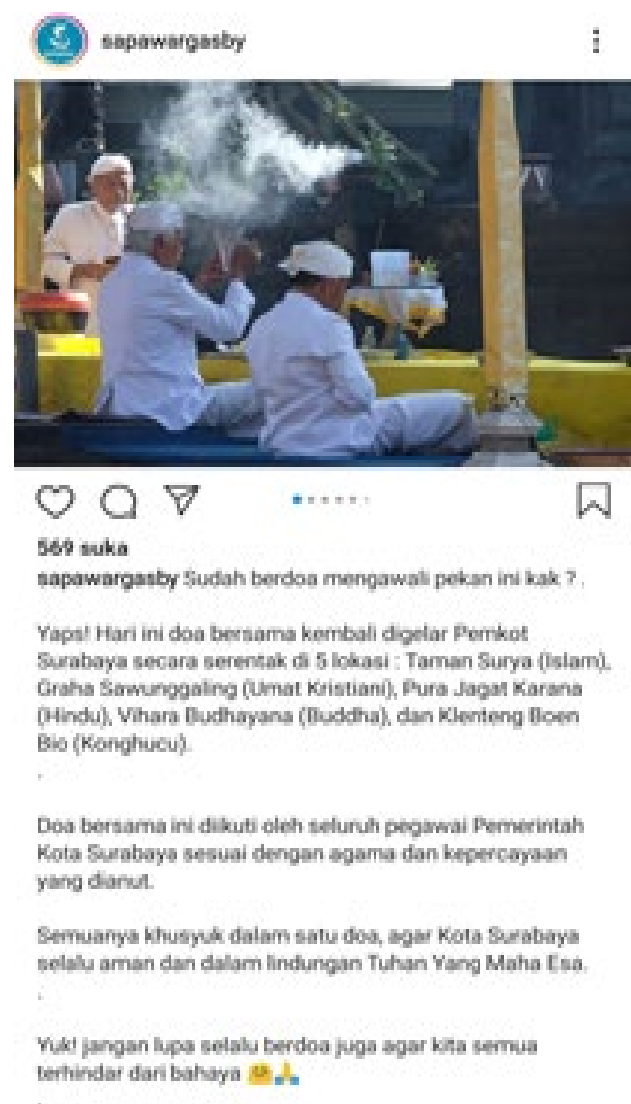 sapawargasby
569 suka
sapawargasby Sudah berdoa mengawali pekan ini kak ? .
Yaps! Hari ini doa bersama kembali digelar Pemkot
Surabaya secara serentak di 5 lokasi : Taman Surya (Islam),
Graha Sawunggaling (Umat Kristiani), Pura Jagat Karana
(Hindu), Vihara Budhayana (Buddha), dan Klenteng Boen
Bio (Konghucu).
.
Doa bersama ini diikuti oleh seluruh pegawai Pemerintah
Kota Surabaya sesuai dengan agama dan kepercayaan
yang dianut.
Semuanya khusyuk dalam satu doa, agar Kota Surabaya
selalu aman dan dalam lindungan Tuhan Yang Maha Esa.
.
Yuk! jangan lupa selalu berdoa juga agar kita semua
terhindar dari bahaya 🤗🙏
.